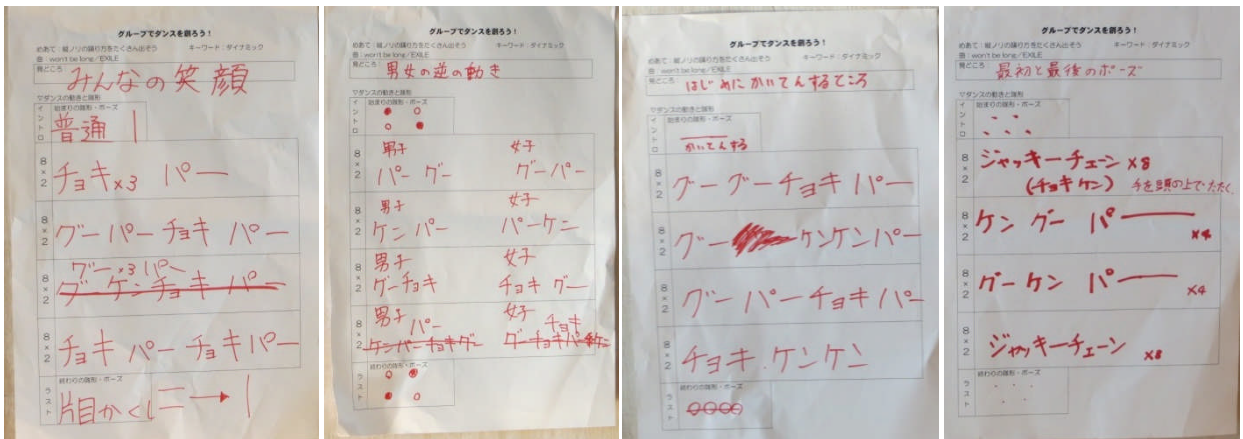 グループでダンスを創ろう！
めあて：縦ノリの踊り方をたくさん出そう　キーワード：ダイナミック
曲：won't be long／EXILE
見どころ：みんなの笑顔
▽ダンスの動きと隊形
イントロ 始まりの隊形・ポーズ
普通
8×2 チョキ×3 パー
8×2 グーパーチョキ パー
8×2 グー×3 パー
グーケンチョキ パー
8×2 チョキパーチョキパー
ラスト 終わりの隊形・ポーズ
片目かくし
グループでダンスを創ろう！
めあて：縦ノリの踊り方をたくさん出そう　キーワード：ダイナミック
曲：won't be long／EXILE
見どころ：男女の逆の動き
▽ダンスの動きと隊形
イントロ 始まりの隊形・ポーズ
8×2 男子 女子
パー グー グーパー
8×2 男子 女子
ケンパー パーケン
8×2 男子 女子
グーチョキ チョキグー
8×2 男子 パー 女子 チョキ
ケンパーチョキグー グーチョキパーケン
ラスト 終わりの隊形・ポーズ
グループでダンスを創ろう！
めあて：縦ノリの踊り方をたくさん出そう　キーワード：ダイナミック
曲：won't be long／EXILE
見どころ：はじめにかいてんするところ
▽ダンスの動きと隊形
イントロ 始まりの隊形・ポーズ
かいてんする
8×2 グーグーチョキパー
8×2 グー ケンケンパー
8×2 グーパーチョキパー
8×2 チョキ.ケンケン
ラスト 終わりの隊形・ポーズ
グループでダンスを創ろう！
めあて：縦ノリの踊り方をたくさん出そう　キーワード：ダイナミック
曲：won't be long／EXILE
見どころ：最初と最後のポーズ
▽ダンスの動きと隊形
イントロ 始まりの隊形・ポーズ
8×2 ジャッキーチェーン×8
(チョキケン) 手を頭の上でたたく
8×2 ケン グー パー ×4
8×2 グーケン パー ×4
8×2 ジャッキーチェーン ×8
ラスト 終わりの隊形・ポーズ